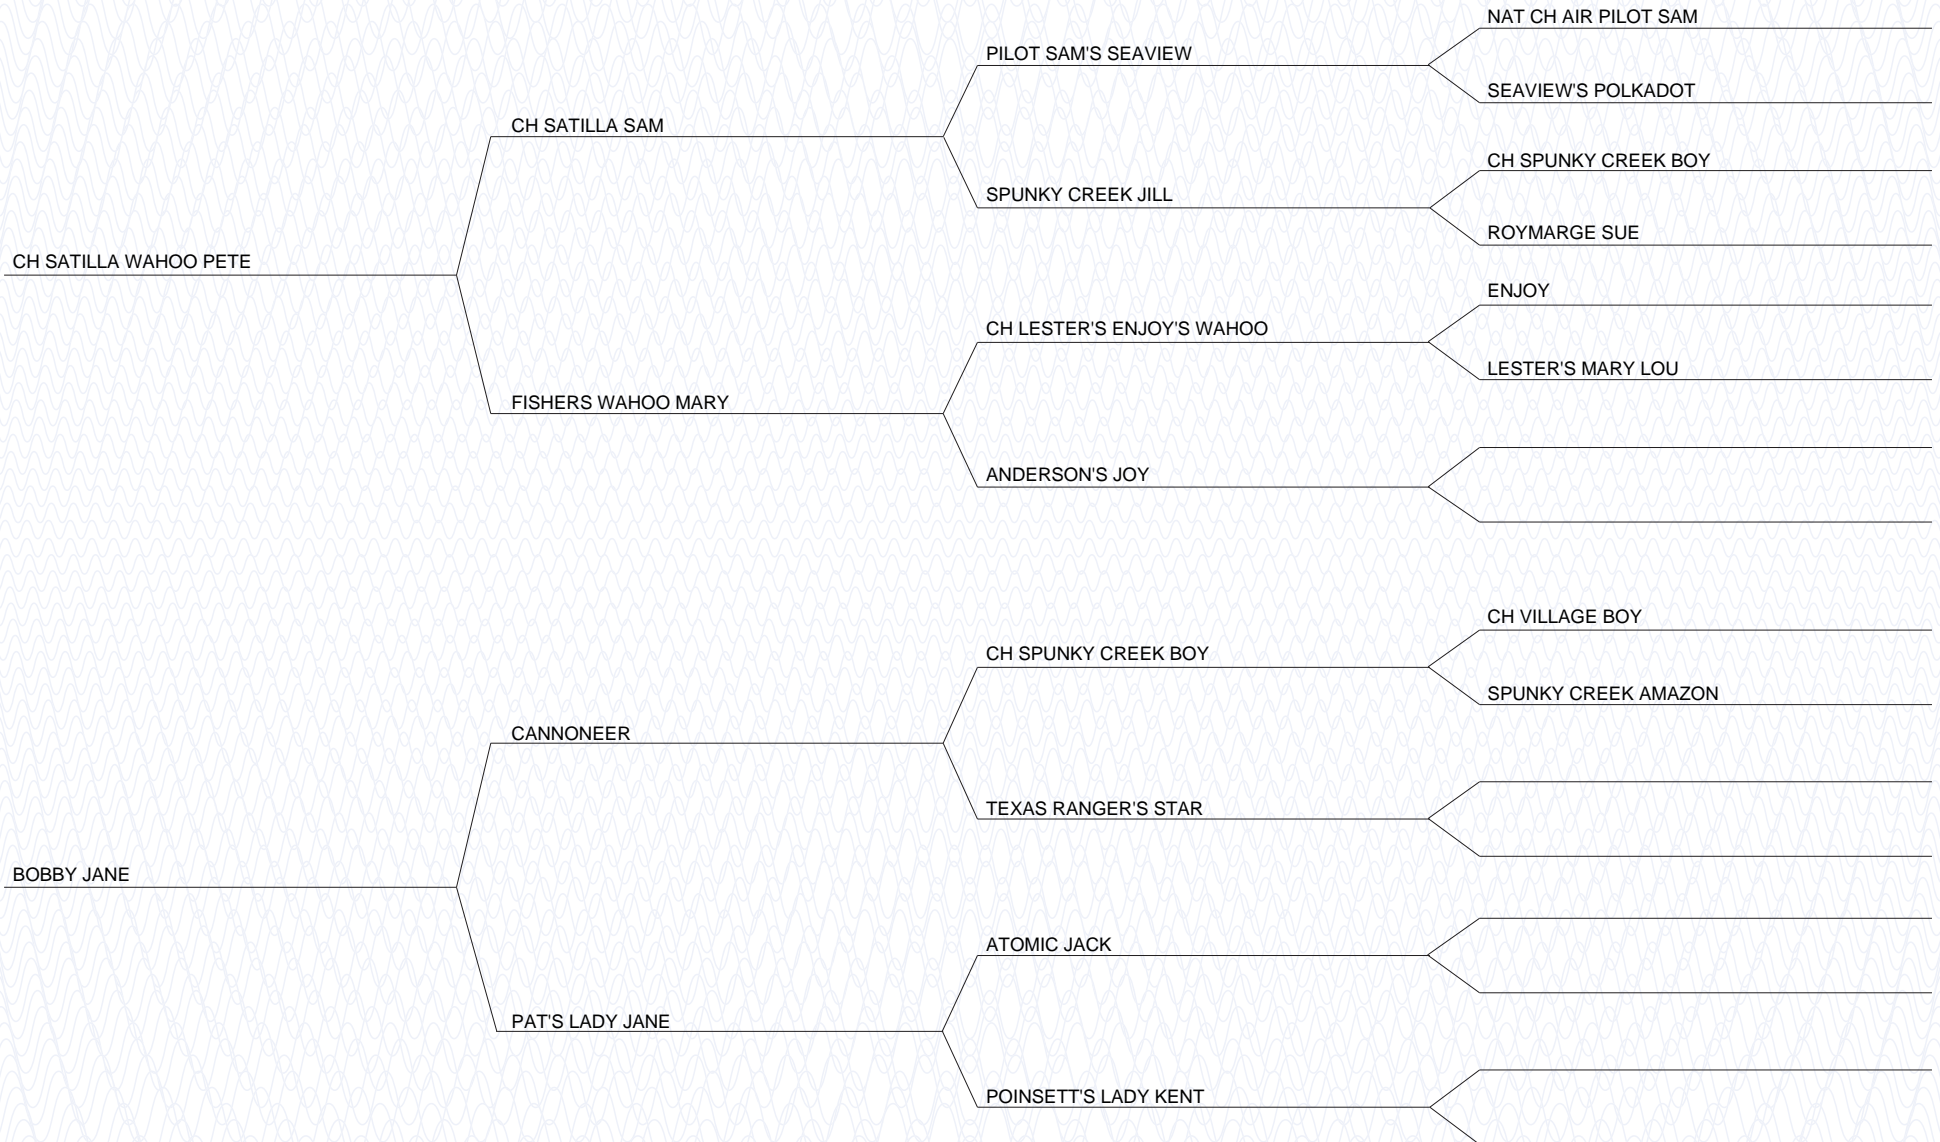 NAT CH AIR PILOT SAM
PILOT SAM'S SEAVIEW
SEAVIEW'S POLKADOT
CH SATILLA SAM
CH SPUNKY CREEK BOY
SPUNKY CREEK JILL
ROYMARGE SUE
CH SATILLA WAHOO PETE
ENJOY
CH LESTER'S ENJOY'S WAHOO
LESTER'S MARY LOU
FISHERS WAHOO MARY
ANDERSON'S JOY
CH VILLAGE BOY
CH SPUNKY CREEK BOY
SPUNKY CREEK AMAZON
CANNONEER
TEXAS RANGER'S STAR
BOBBY JANE
ATOMIC JACK
PAT'S LADY JANE
POINSETT'S LADY KENT